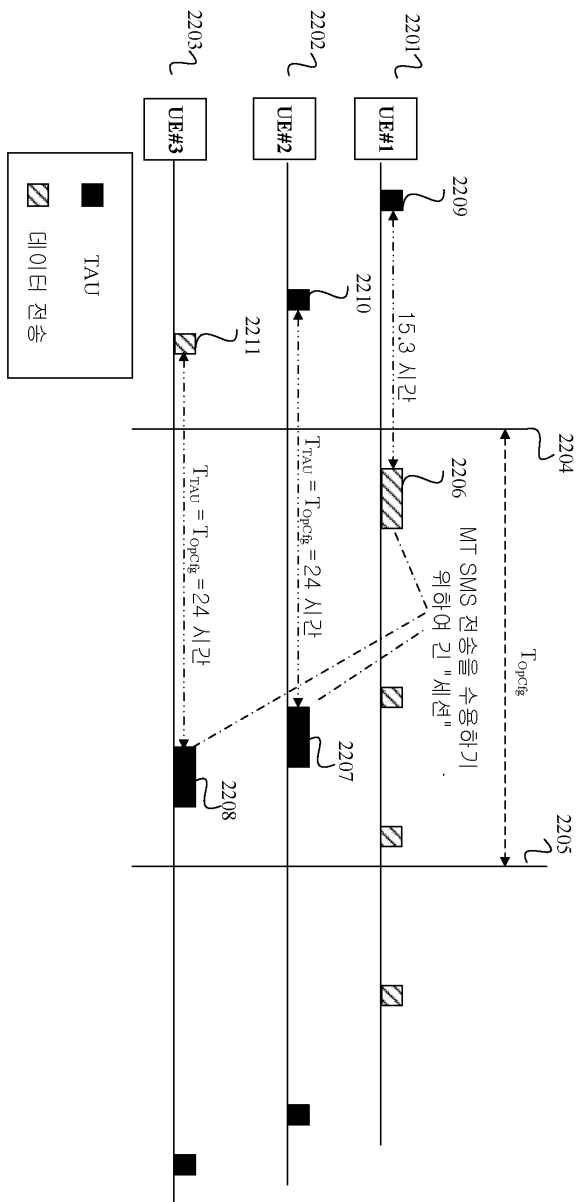 2204
2205
T_OpCfg
MT SMS 전송을 수용하기
위하여 긴 "세션"
2209
15.3 시간
2206
2201
UE#1
2210
T_TAU = T_OpCfg = 24 시간
2207
2202
UE#2
2211
T_TAU = T_OpCfg = 24 시간
2208
2203
UE#3
TAU
데이터 전송